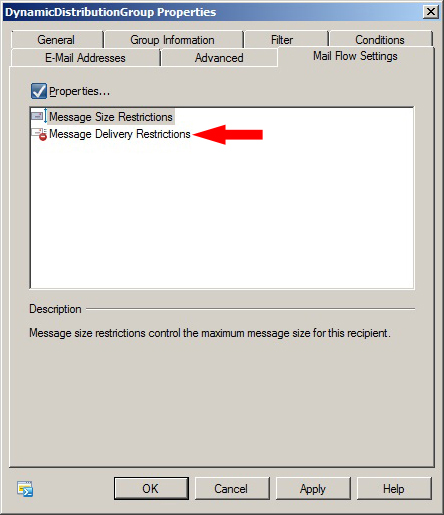 DynamicDistributionGroup Properties
General Group Information Filter Conditions
E-Mail Addresses Advanced Mail Flow Settings
Properties...
Message Size Restrictions
Message Delivery Restrictions
Description
Message size restrictions control the maximum message size for this recipient.
OK Cancel Apply Help